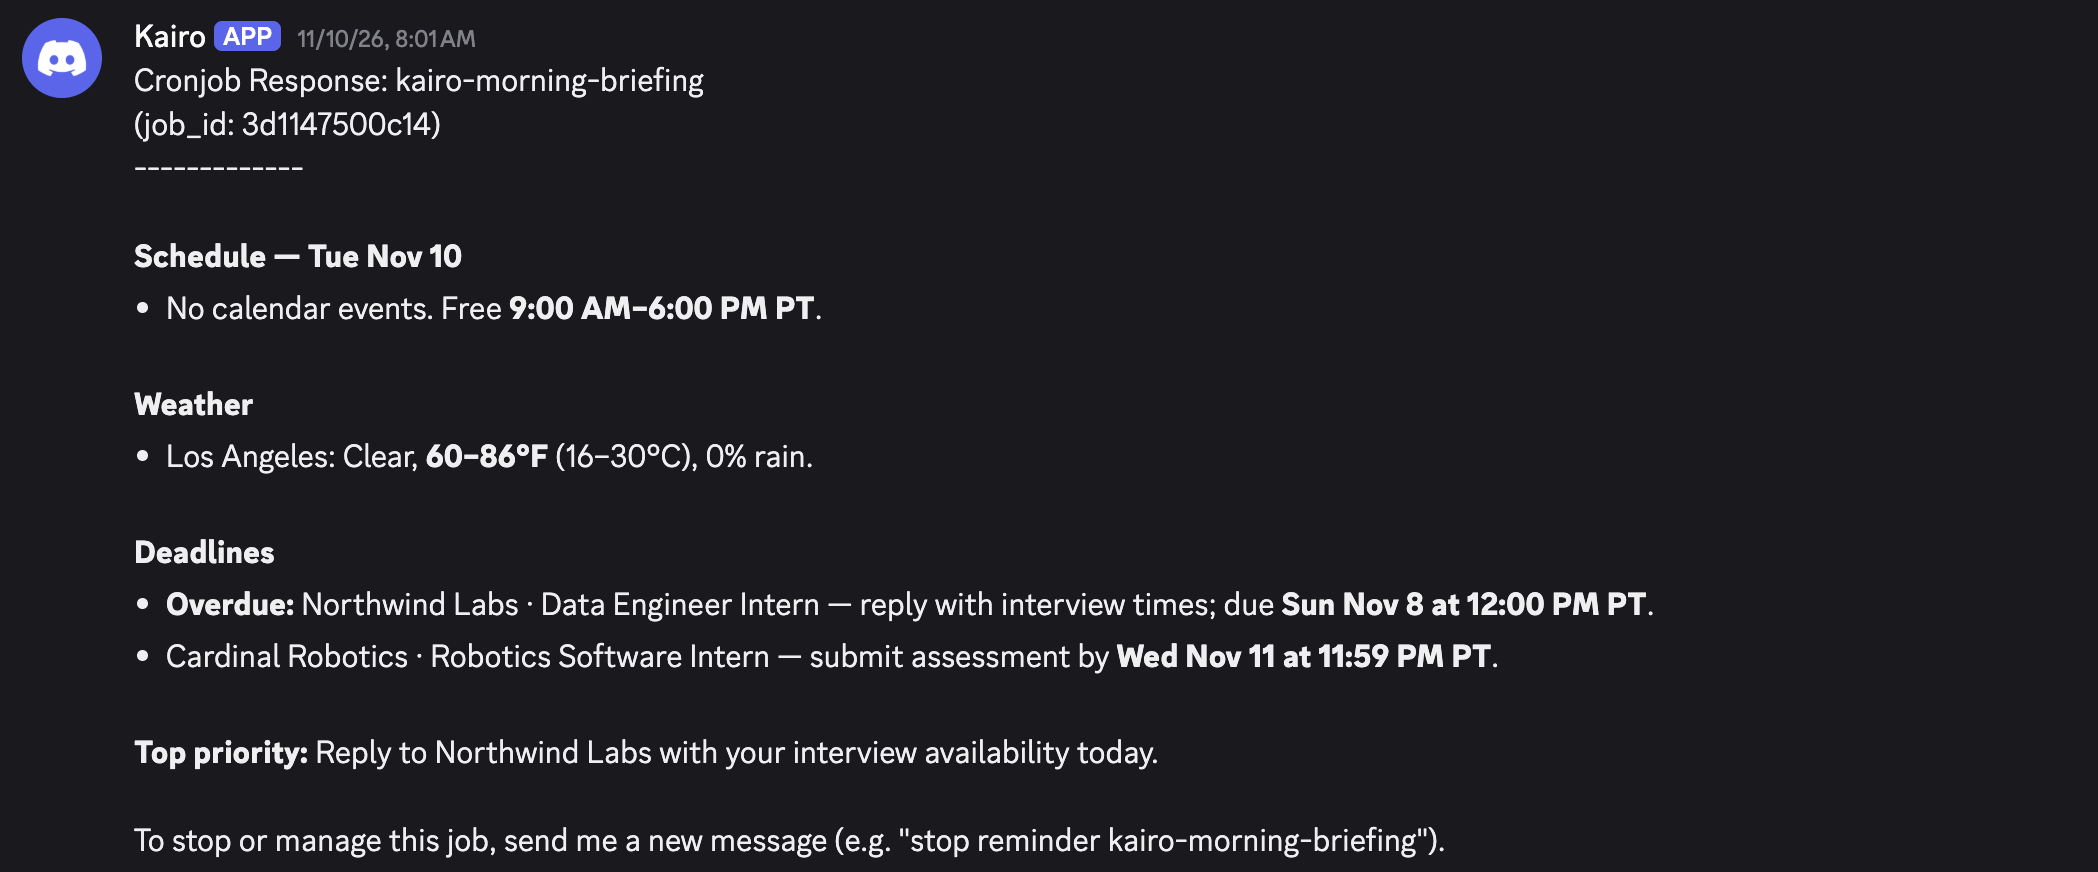 Kairo APP 11/10/26, 8:01 AM
Cronjob Response: kairo-morning-briefing
(job_id: 3d1147500c14)
-------------
Schedule — Tue Nov 10
• No calendar events. Free 9:00 AM–6:00 PM PT.
Weather
• Los Angeles: Clear, 60–86°F (16–30°C), 0% rain.
Deadlines
• Overdue: Northwind Labs · Data Engineer Intern — reply with interview times; due Sun Nov 8 at 12:00 PM PT.
• Cardinal Robotics · Robotics Software Intern — submit assessment by Wed Nov 11 at 11:59 PM PT.
Top priority: Reply to Northwind Labs with your interview availability today.
To stop or manage this job, send me a new message (e.g. "stop reminder kairo-morning-briefing").